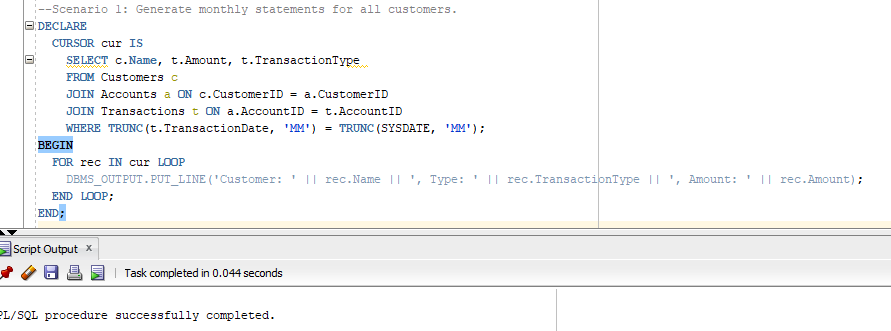 --Scenario 1: Generate monthly statements for all customers.
DECLARE
CURSOR cur IS
SELECT c.Name, t.Amount, t.TransactionType
FROM Customers c
JOIN Accounts a ON c.CustomerID = a.CustomerID
JOIN Transactions t ON a.AccountID = t.AccountID
WHERE TRUNC(t.TransactionDate, 'MM') = TRUNC(SYSDATE, 'MM');
BEGIN
FOR rec IN cur LOOP
DBMS_OUTPUT.PUT_LINE('Customer: ' || rec.Name || ', Type: ' || rec.TransactionType || ', Amount: ' || rec.Amount);
END LOOP;
END;
Script Output x
Task completed in 0.044 seconds
PL/SQL procedure successfully completed.